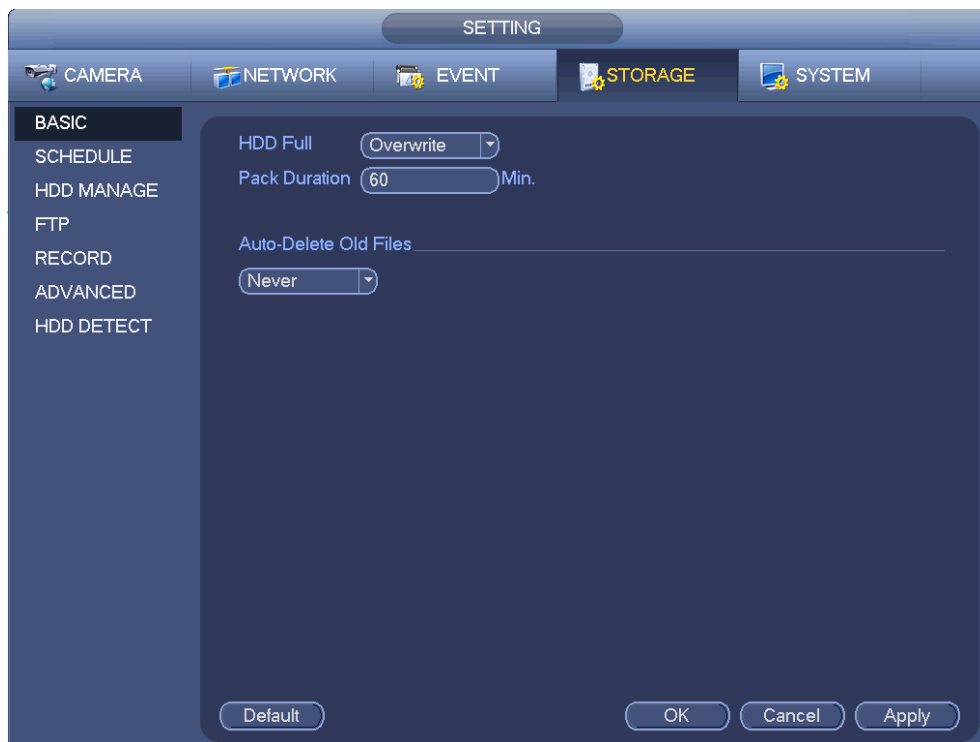 SETTING
CAMERA NETWORK EVENT STORAGE SYSTEM
BASIC
SCHEDULE
HDD MANAGE
FTP
RECORD
ADVANCED
HDD DETECT
HDD Full Overwrite
Pack Duration 60 Min.
Auto-Delete Old Files
Never
Default OK Cancel Apply